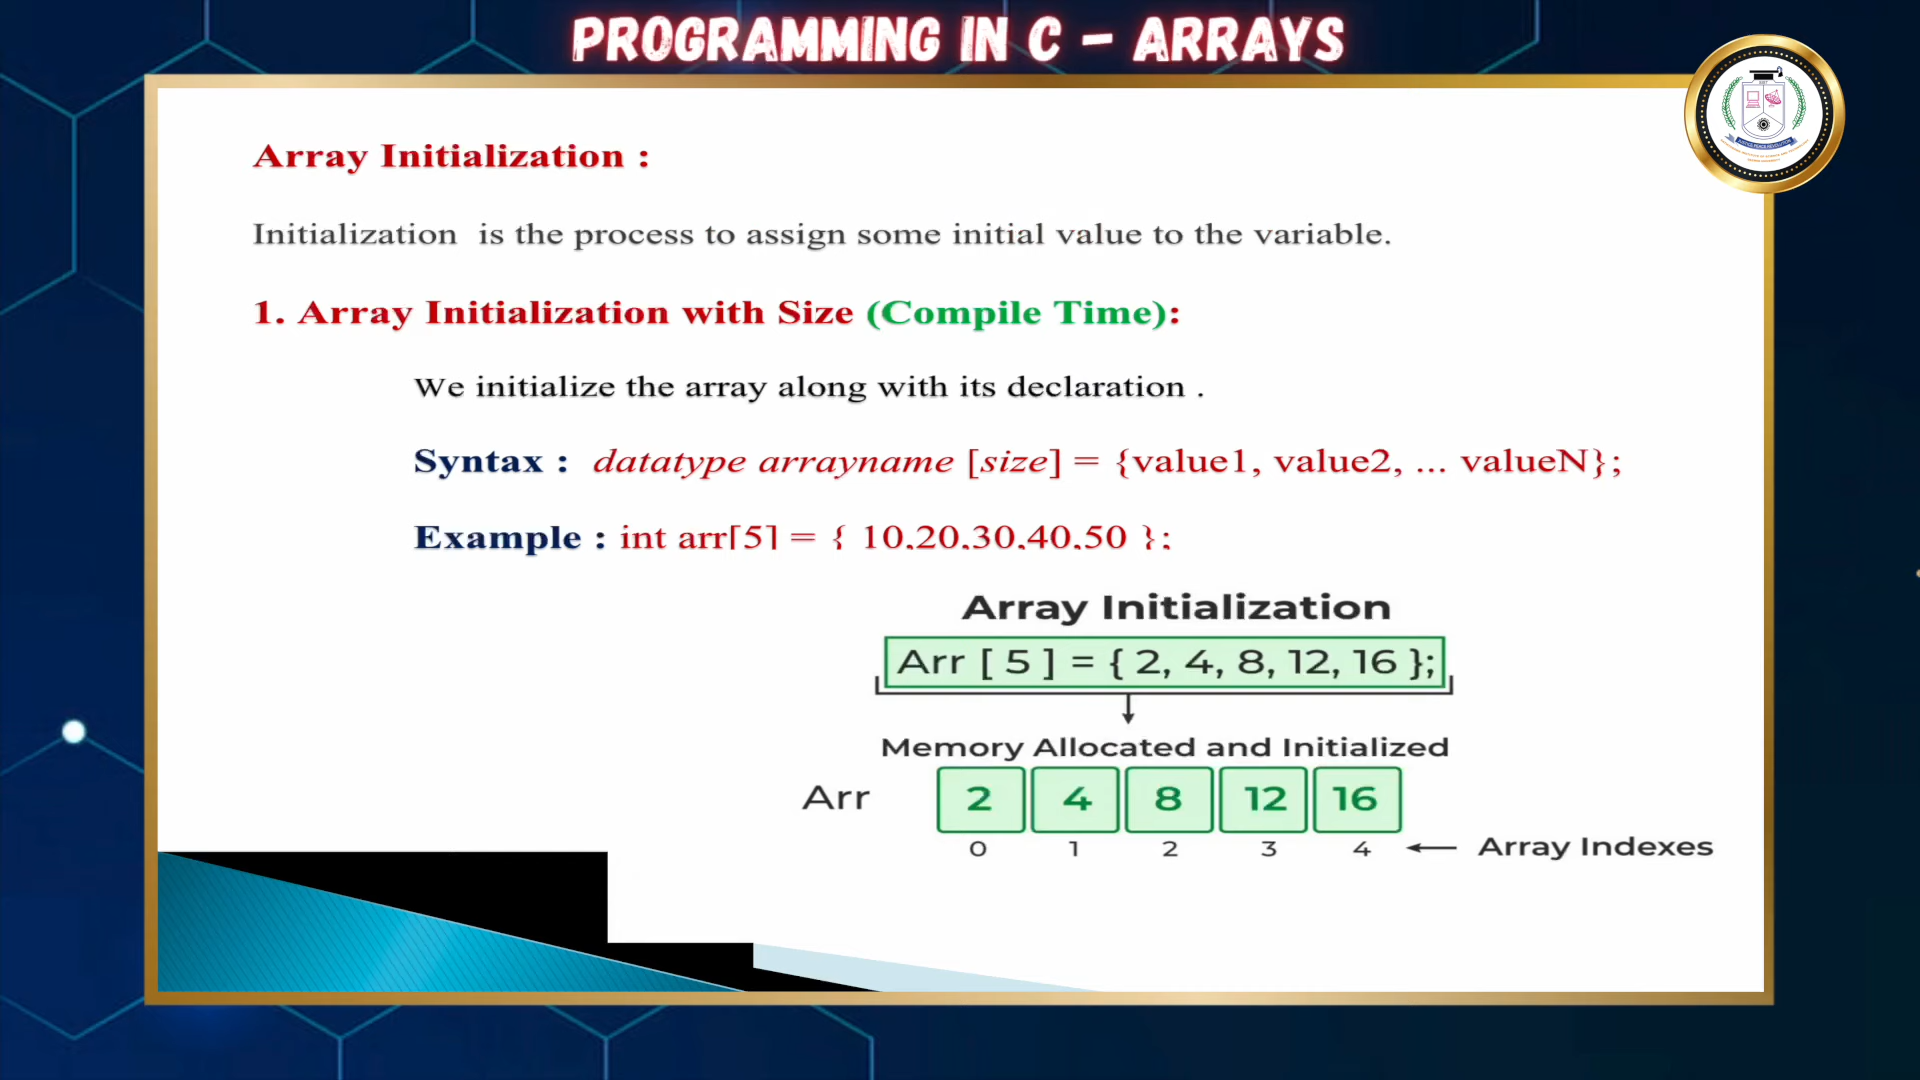 PROGRAMMING IN C – ARRAYS
Array Initialization :
Initialization is the process to assign some initial value to the variable.
1. Array Initialization with Size (Compile Time):
We initialize the array along with its declaration .
Syntax : datatype arrayname [size] = {value1, value2, ... valueN};
Example : int arr[5] = { 10,20,30,40,50 };
Array Initialization
Arr [ 5 ] = { 2, 4, 8, 12, 16 };
Memory Allocated and Initialized
Arr 2 4 8 12 16
0 1 2 3 4 Array Indexes